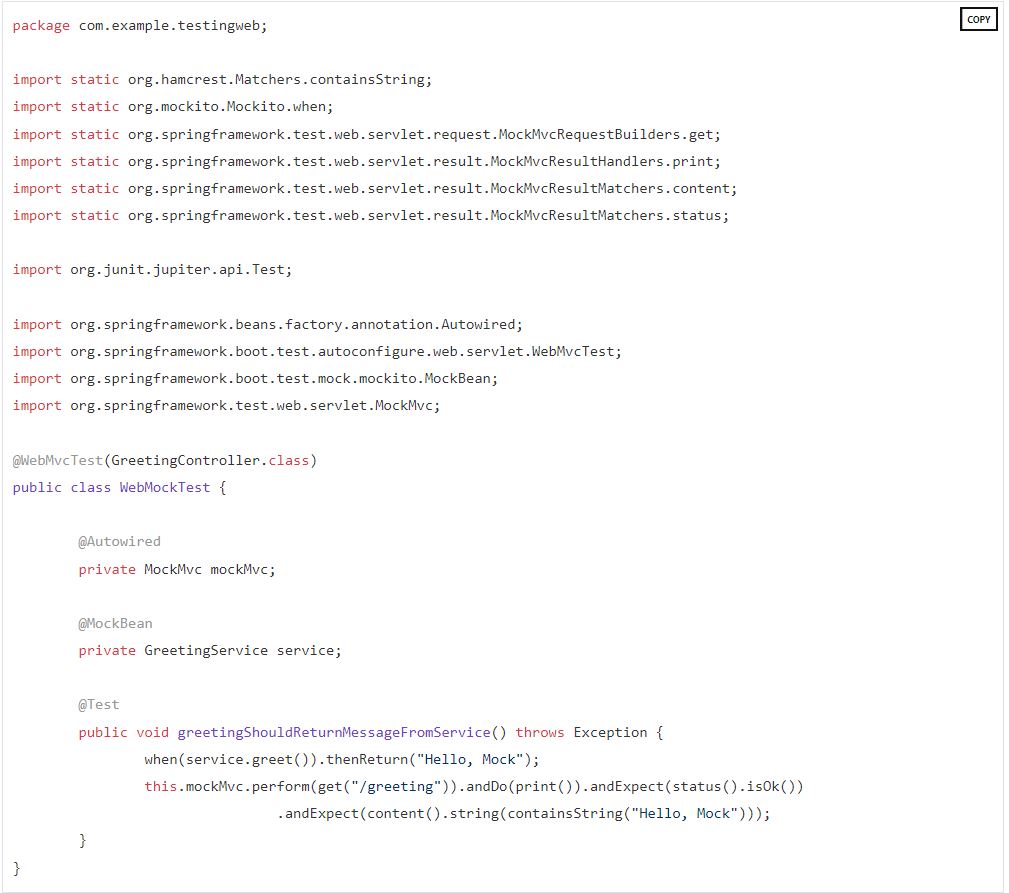 COPY
package com.example.testingweb;
import static org.hamcrest.Matchers.containsString;
import static org.mockito.Mockito.when;
import static org.springframework.test.web.servlet.request.MockMvcRequestBuilders.get;
import static org.springframework.test.web.servlet.result.MockMvcResultHandlers.print;
import static org.springframework.test.web.servlet.result.MockMvcResultMatchers.content;
import static org.springframework.test.web.servlet.result.MockMvcResultMatchers.status;
import org.junit.jupiter.api.Test;
import org.springframework.beans.factory.annotation.Autowired;
import org.springframework.boot.test.autoconfigure.web.servlet.WebMvcTest;
import org.springframework.boot.test.mock.mockito.MockBean;
import org.springframework.test.web.servlet.MockMvc;
@WebMvcTest(GreetingController.class)
public class WebMockTest {
@Autowired
private MockMvc mockMvc;
@MockBean
private GreetingService service;
@Test
public void greetingShouldReturnMessageFromService() throws Exception {
when(service.greet()).thenReturn("Hello, Mock");
this.mockMvc.perform(get("/greeting")).andDo(print()).andExpect(status().isOk())
.andExpect(content().string(containsString("Hello, Mock")));
}
}